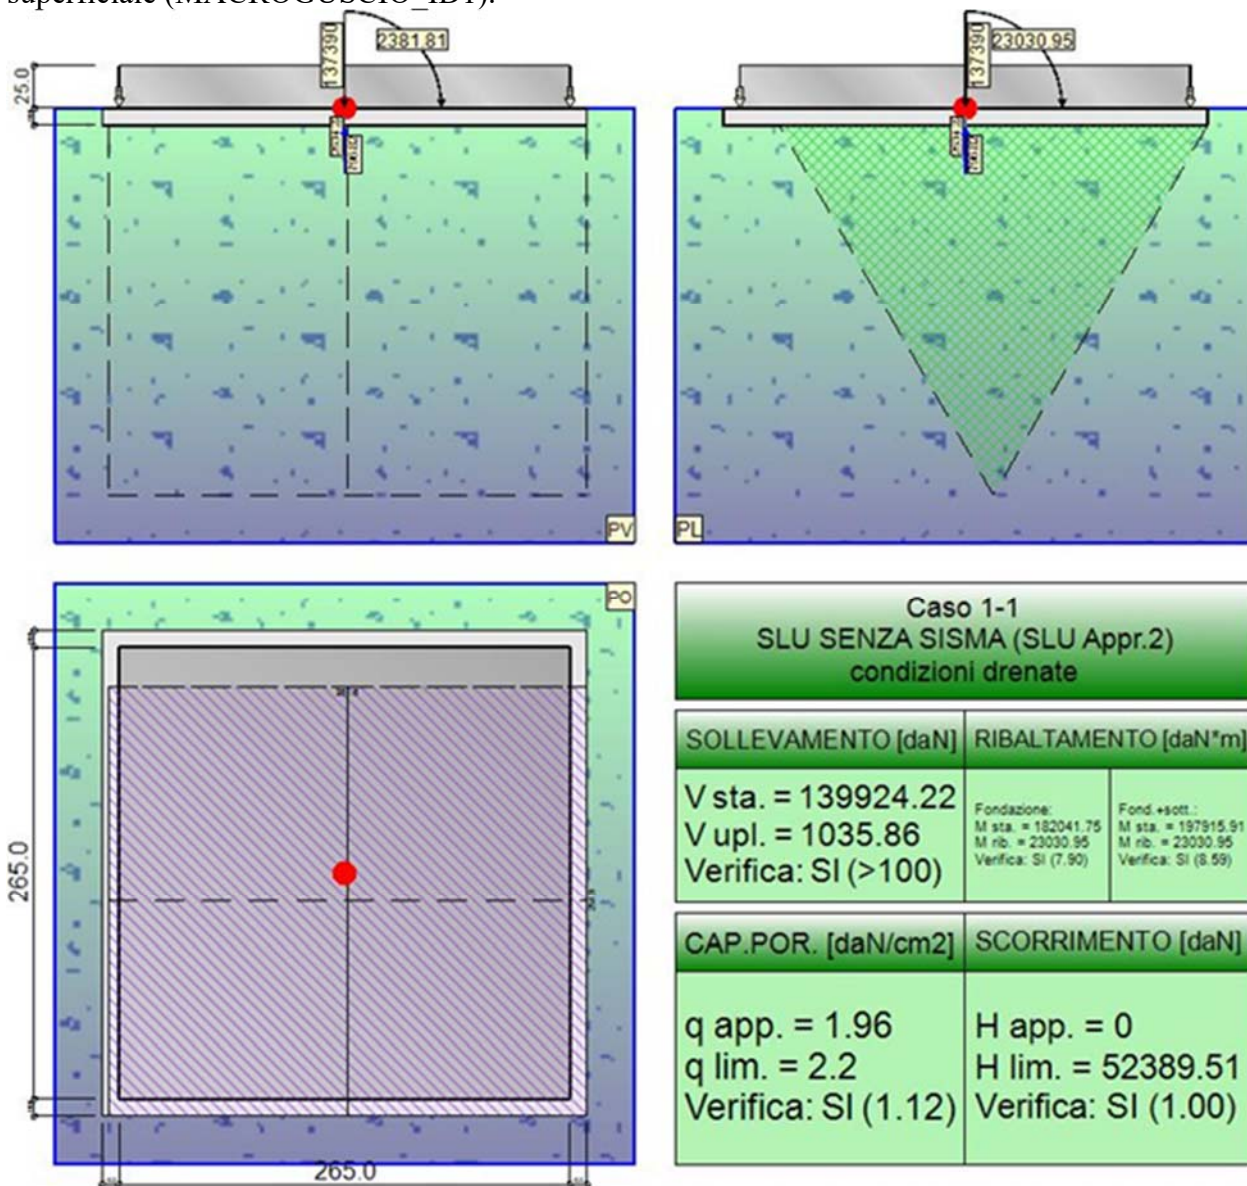 superficiale (MACROGUSCIO_ID1).
137390
2381.81
25.0
PV
137390
23030.95
PL
PO
265.0
265.0
Caso 1-1
SLU SENZA SISMA (SLU Appr.2)
condizioni drenate
SOLLEVAMENTO [daN]
V sta. = 139924.22
V upl. = 1035.86
Verifica: SI (>100)
RIBALTAMENTO [daN*m]
Fondazione:
M sta. = 182041.75
M rib. = 23030.95
Verifica: SI (7.90)
Fond.+sott.:
M sta. = 197915.91
M rib. = 23030.95
Verifica: SI (8.59)
CAP.POR. [daN/cm2]
q app. = 1.96
q lim. = 2.2
Verifica: SI (1.12)
SCORRIMENTO [daN]
H app. = 0
H lim. = 52389.51
Verifica: SI (1.00)